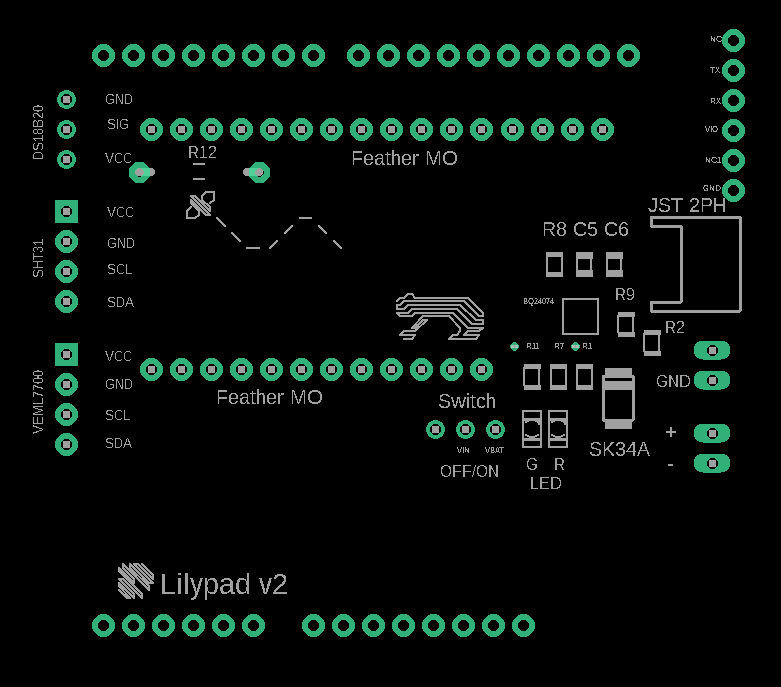 NC
TX
RX
VIO
NC1
GND
DS18B20
GND
SIG
VCC
R12
Feather MO
JST 2PH
SHT31
VCC
GND
SCL
SDA
R8 C5 C6
BQ24074
R9
R2
R11 R7 R1
VEML7700
VCC
GND
SCL
SDA
Feather MO
GND
Switch
VIN VBAT
OFF/ON
G R
LED
SK34A
+
-
Lilypad v2